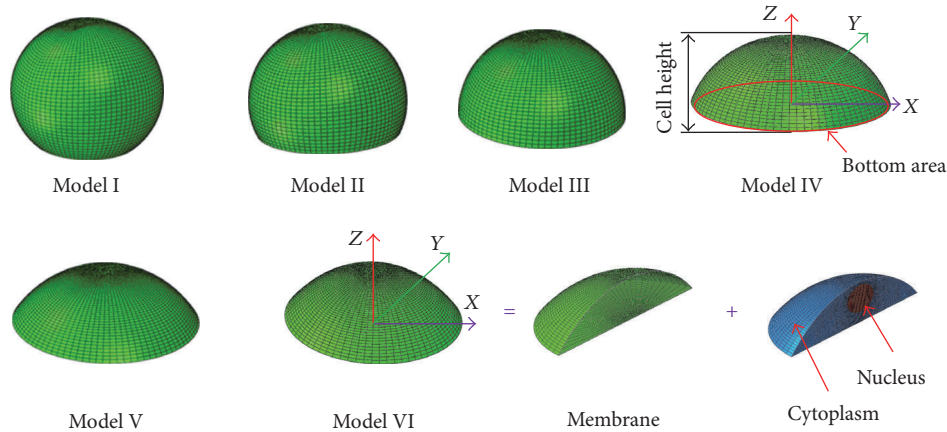 Model I
Model II
Model III
Cell height
Z
Y
X
Bottom area
Model IV
Model V
Z
Y
X
Model VI
=
Membrane
+
Nucleus
Cytoplasm